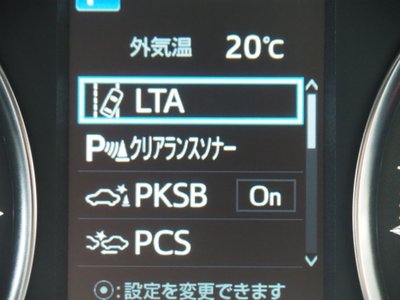 外気温 20℃
LTA
P クリアランスソナー
PKSB On
PCS
:設定を変更できます